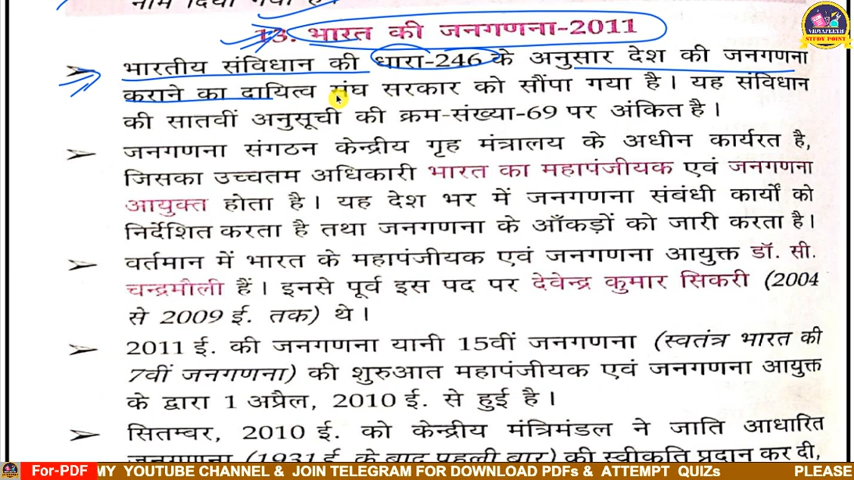 नाम दिया गया है
13. भारत की जनगणना-2011
भारतीय संविधान की धारा-246 के अनुसार देश की जनगणना
कराने का दायित्व संघ सरकार को सौंपा गया है। यह संविधान
की सातवीं अनुसूची की क्रम-संख्या-69 पर अंकित है।
जनगणना संगठन केन्द्रीय गृह मंत्रालय के अधीन कार्यरत है,
जिसका उच्चतम अधिकारी भारत का महापंजीयक एवं जनगणना
आयुक्त होता है। यह देश भर में जनगणना संबंधी कार्यों को
निर्देशित करता है तथा जनगणना के आँकड़ों को जारी करता है।
वर्तमान में भारत के महापंजीयक एवं जनगणना आयुक्त डॉ. सी.
चन्द्रमौली हैं। इनसे पूर्व इस पद पर देवेन्द्र कुमार सिकरी (2004
से 2009 ई. तक) थे।
2011 ई. की जनगणना यानी 15वीं जनगणना (स्वतंत्र भारत की
7वीं जनगणना) की शुरुआत महापंजीयक एवं जनगणना आयुक्त
के द्वारा 1 अप्रैल, 2010 ई. से हुई है।
सितम्बर, 2010 ई. को केन्द्रीय मंत्रिमंडल ने जाति आधारित
जनगणना (1931 ई. के बाद पहली बार) की स्वीकृति प्रदान कर दी,
VIDYAPEETH
STUDY POINT
For-PDF MY YOUTUBE CHANNEL & JOIN TELEGRAM FOR DOWNLOAD PDFs & ATTEMPT QUIZs PLEASE